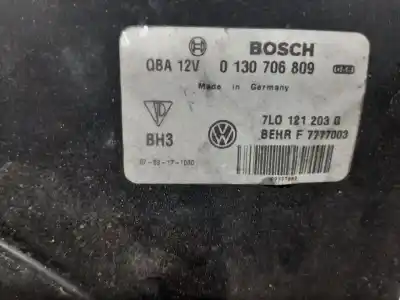 BOSCH
QBA 12V 0 130 706 809
Made in Germany
7L0 121 203 G
BH3
BEHR F 7777003